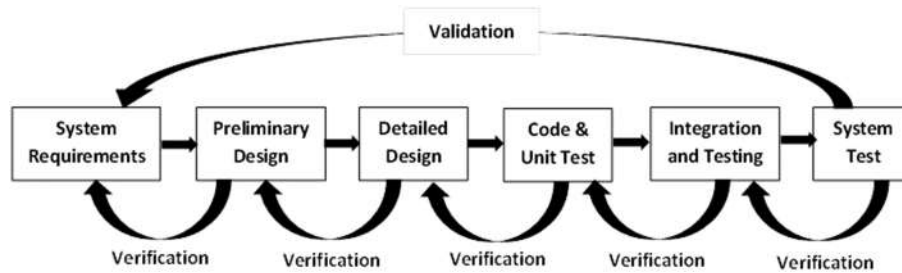 Validation
System
Requirements
Preliminary
Design
Detailed
Design
Code &
Unit Test
Integration
and Testing
System
Test
Verification
Verification
Verification
Verification
Verification